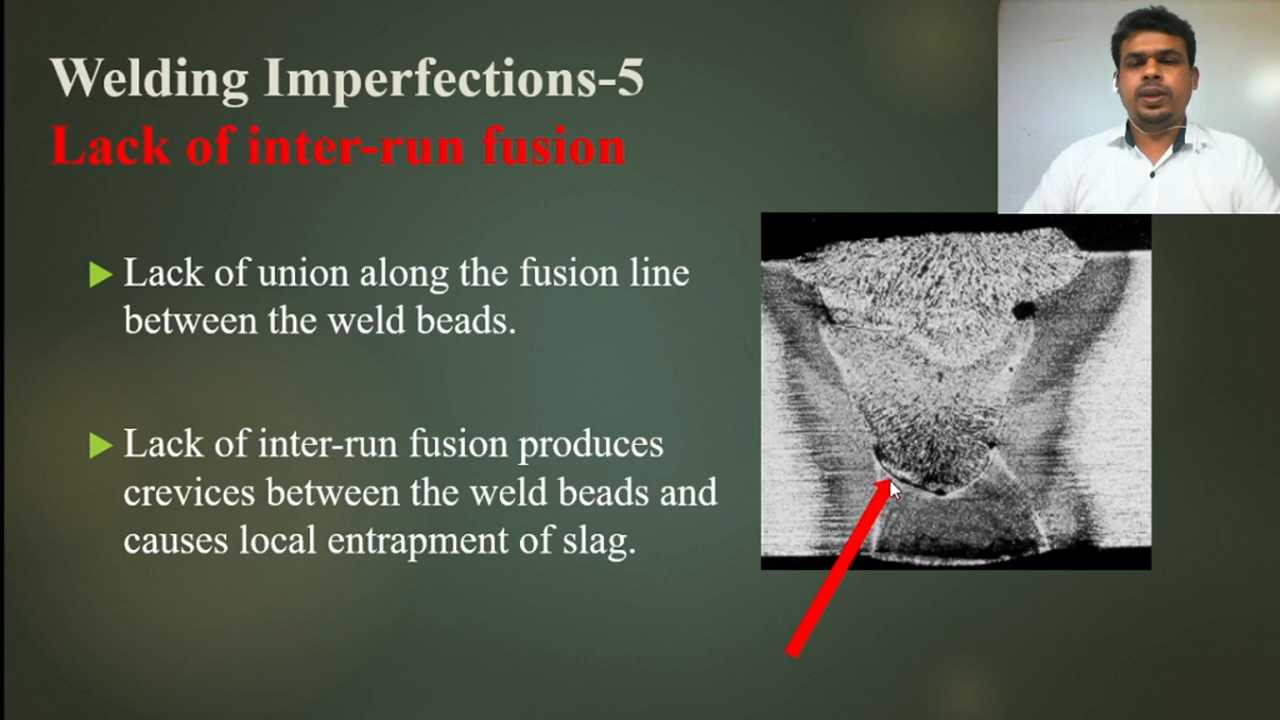 Welding Imperfections-5
Lack of inter-run fusion
Lack of union along the fusion line
between the weld beads.
Lack of inter-run fusion produces
crevices between the weld beads and
causes local entrapment of slag.